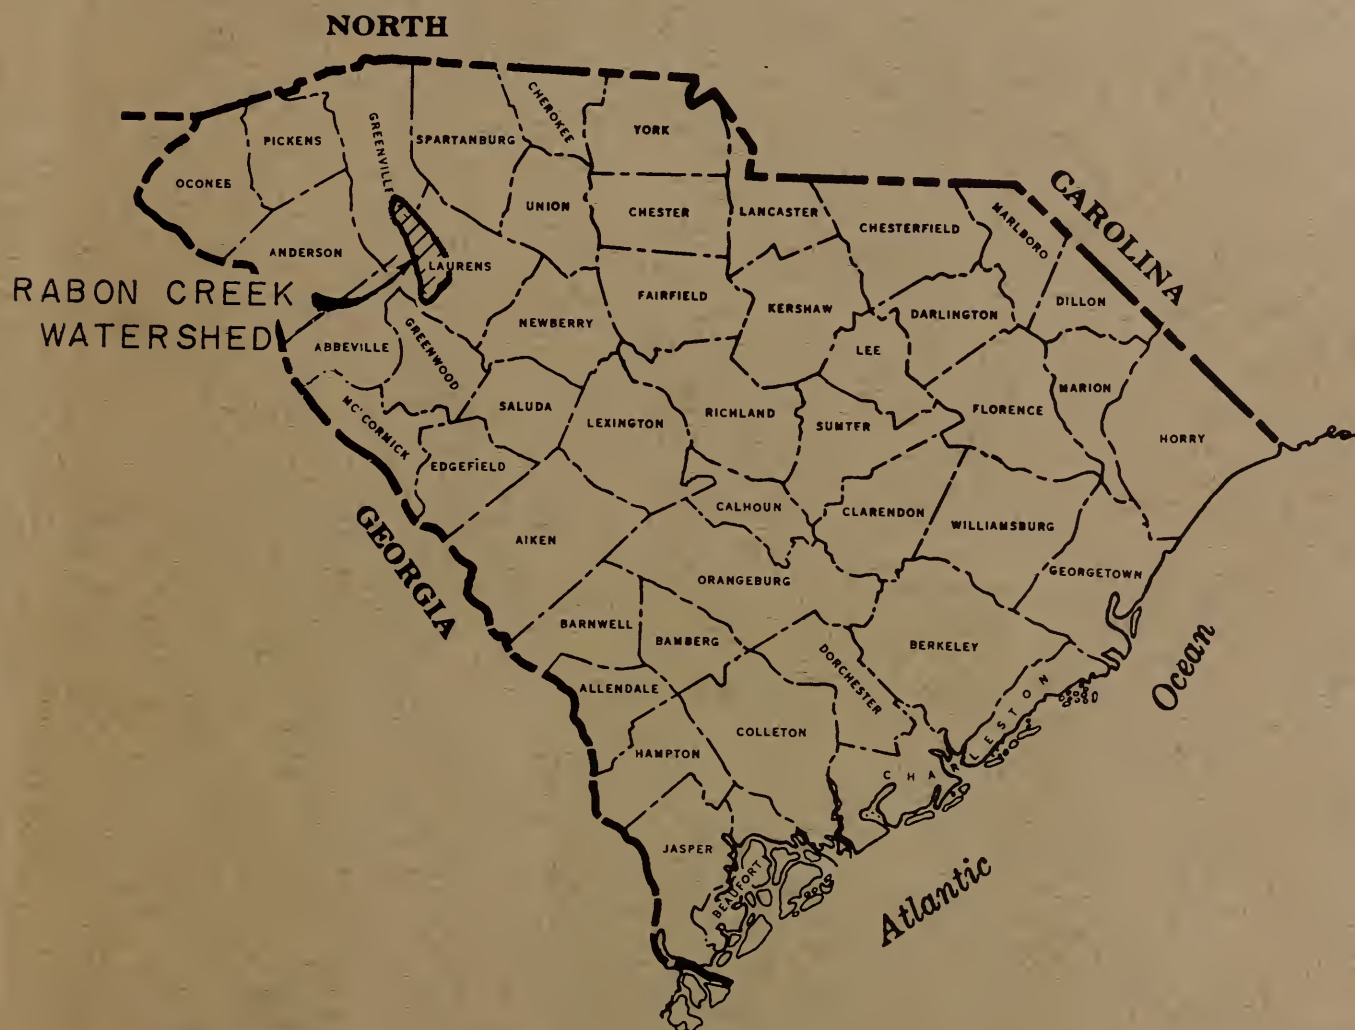 NORTH
CAROLINA
CHEROKEE
YORK
PICKENS
GREENVILLE
SPARTANBURG
OCONEE
UNION
CHESTER
LANCASTER
CHESTERFIELD
MARLBORO
ANDERSON
LAURENS
RABON CREEK
WATERSHED
FAIRFIELD
KERSHAW
DARLINGTON
DILLON
NEWBERRY
ABBEVILLE
GREENWOOD
LEE
MARION
MC'CORMICK
SALUDA
LEXINGTON
RICHLAND
SUMTER
FLORENCE
HORRY
EDGEFIELD
CALHOUN
CLARENDON
WILLIAMSBURG
GEORGIA
AIKEN
ORANGEBURG
GEORGETOWN
BARNWELL
BAMBERG
DORCHESTER
BERKELEY
ALLENDALE
COLLETON
HAMPTON
CHARLESTON
JASPER
BEAUFORT
Atlantic
Ocean